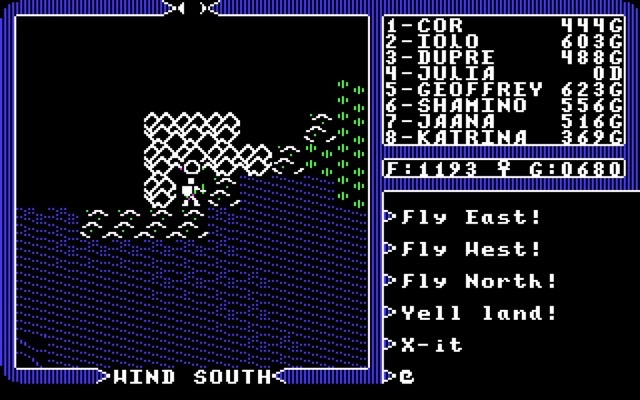 1-COR 444G
2-IOLO 603G
3-DUPRE 488G
4-JULIA 0D
5-GEOFFREY 623G
6-SHAMINO 556G
7-JAANA 516G
8-KATRINA 369G
F:1193 ♀ G:0680
Fly East!
Fly West!
Fly North!
Yell land!
X-it
WIND SOUTH